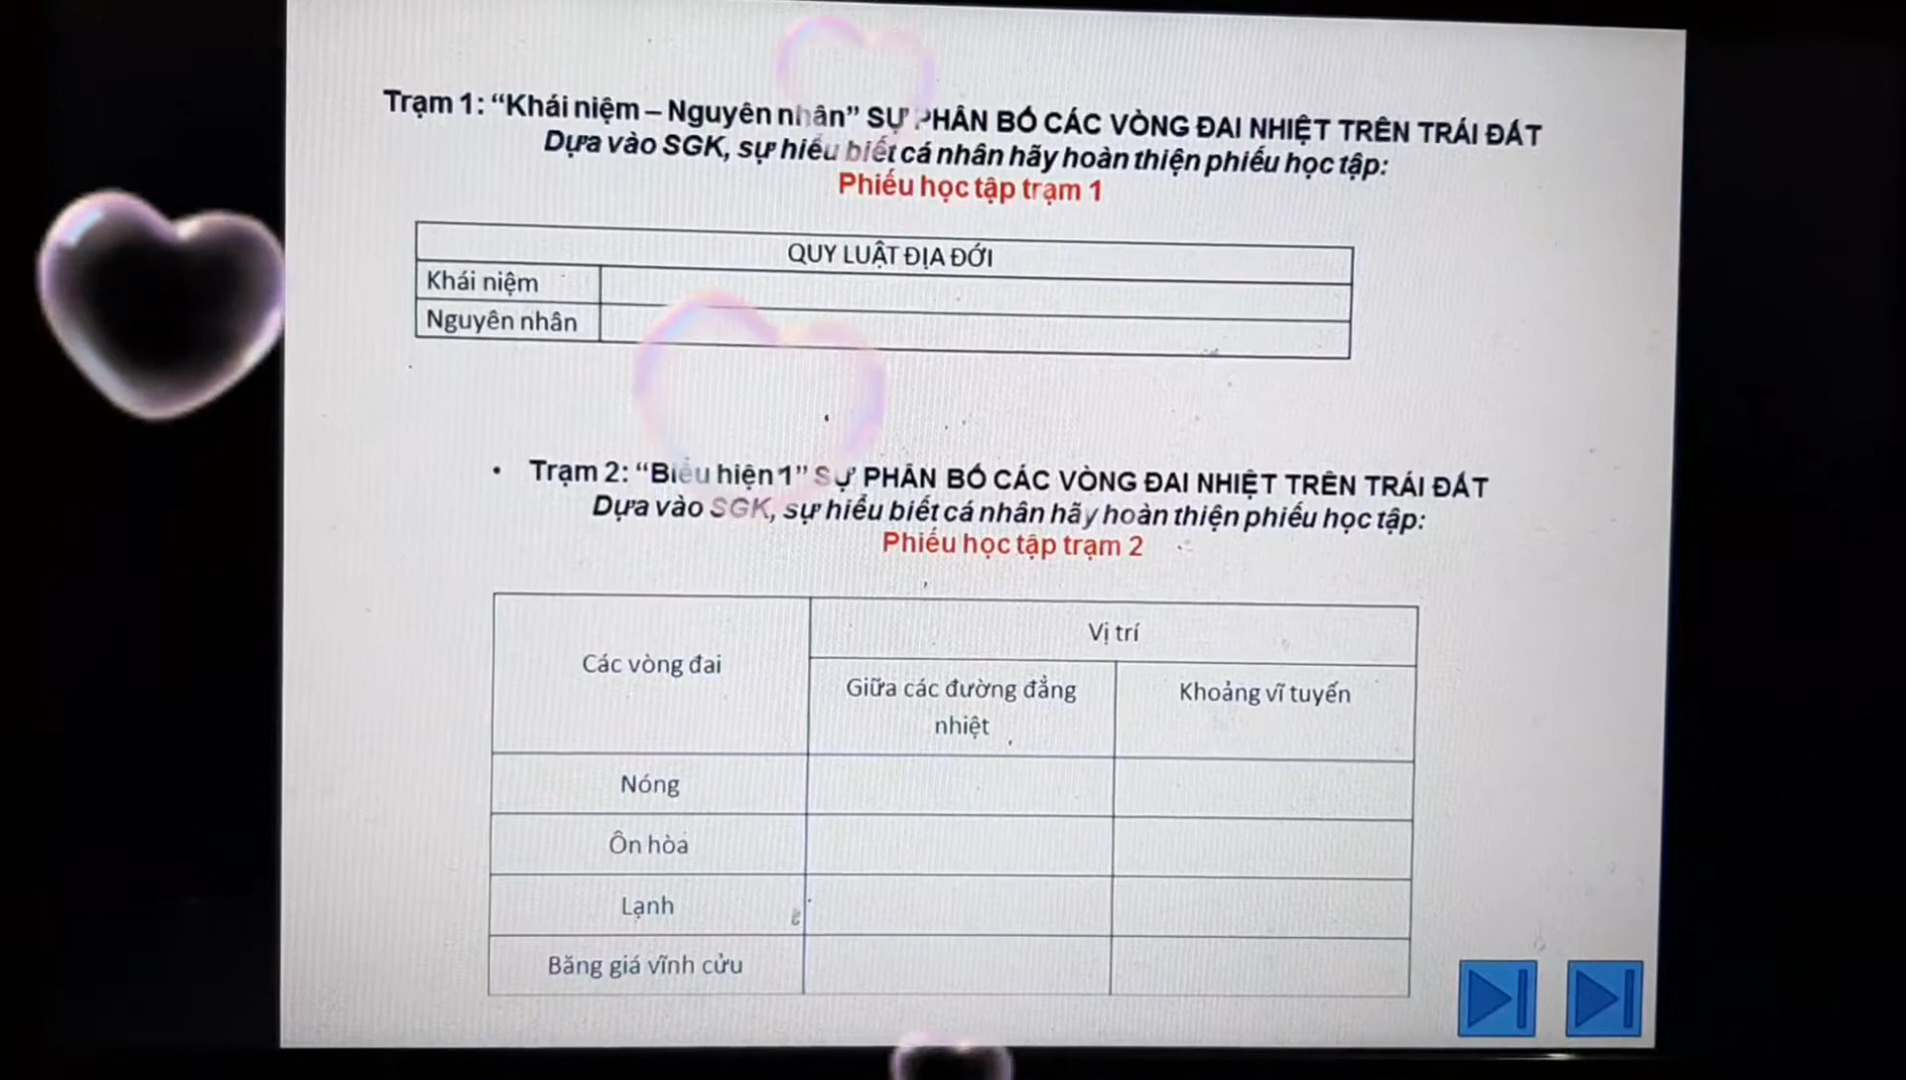 Trạm 1: “Khái niệm – Nguyên nhân” SỰ PHÂN BỐ CÁC VÒNG ĐAI NHIỆT TRÊN TRÁI ĐẤT
Dựa vào SGK, sự hiểu biết cá nhân hãy hoàn thiện phiếu học tập:
Phiếu học tập trạm 1
QUY LUẬT ĐỊA ĐỚI
Khái niệm
Nguyên nhân
• Trạm 2: “Biểu hiện 1” SỰ PHÂN BỐ CÁC VÒNG ĐAI NHIỆT TRÊN TRÁI ĐẤT
Dựa vào SGK, sự hiểu biết cá nhân hãy hoàn thiện phiếu học tập:
Phiếu học tập trạm 2
Các vòng đai
Vị trí
Giữa các đường đẳng
nhiệt
Khoảng vĩ tuyến
Nóng
Ôn hòa
Lạnh
Băng giá vĩnh cửu